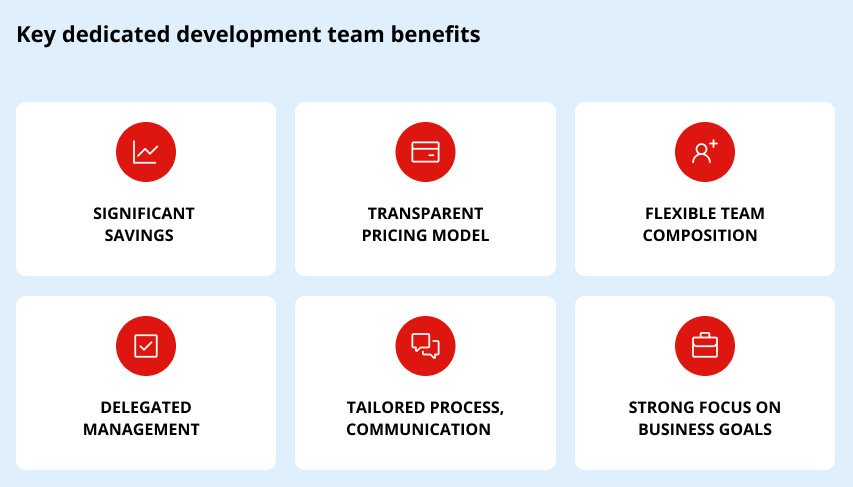 Key dedicated development team benefits
SIGNIFICANT
SAVINGS
TRANSPARENT
PRICING MODEL
FLEXIBLE TEAM
COMPOSITION
DELEGATED
MANAGEMENT
TAILORED PROCESS,
COMMUNICATION
STRONG FOCUS ON
BUSINESS GOALS